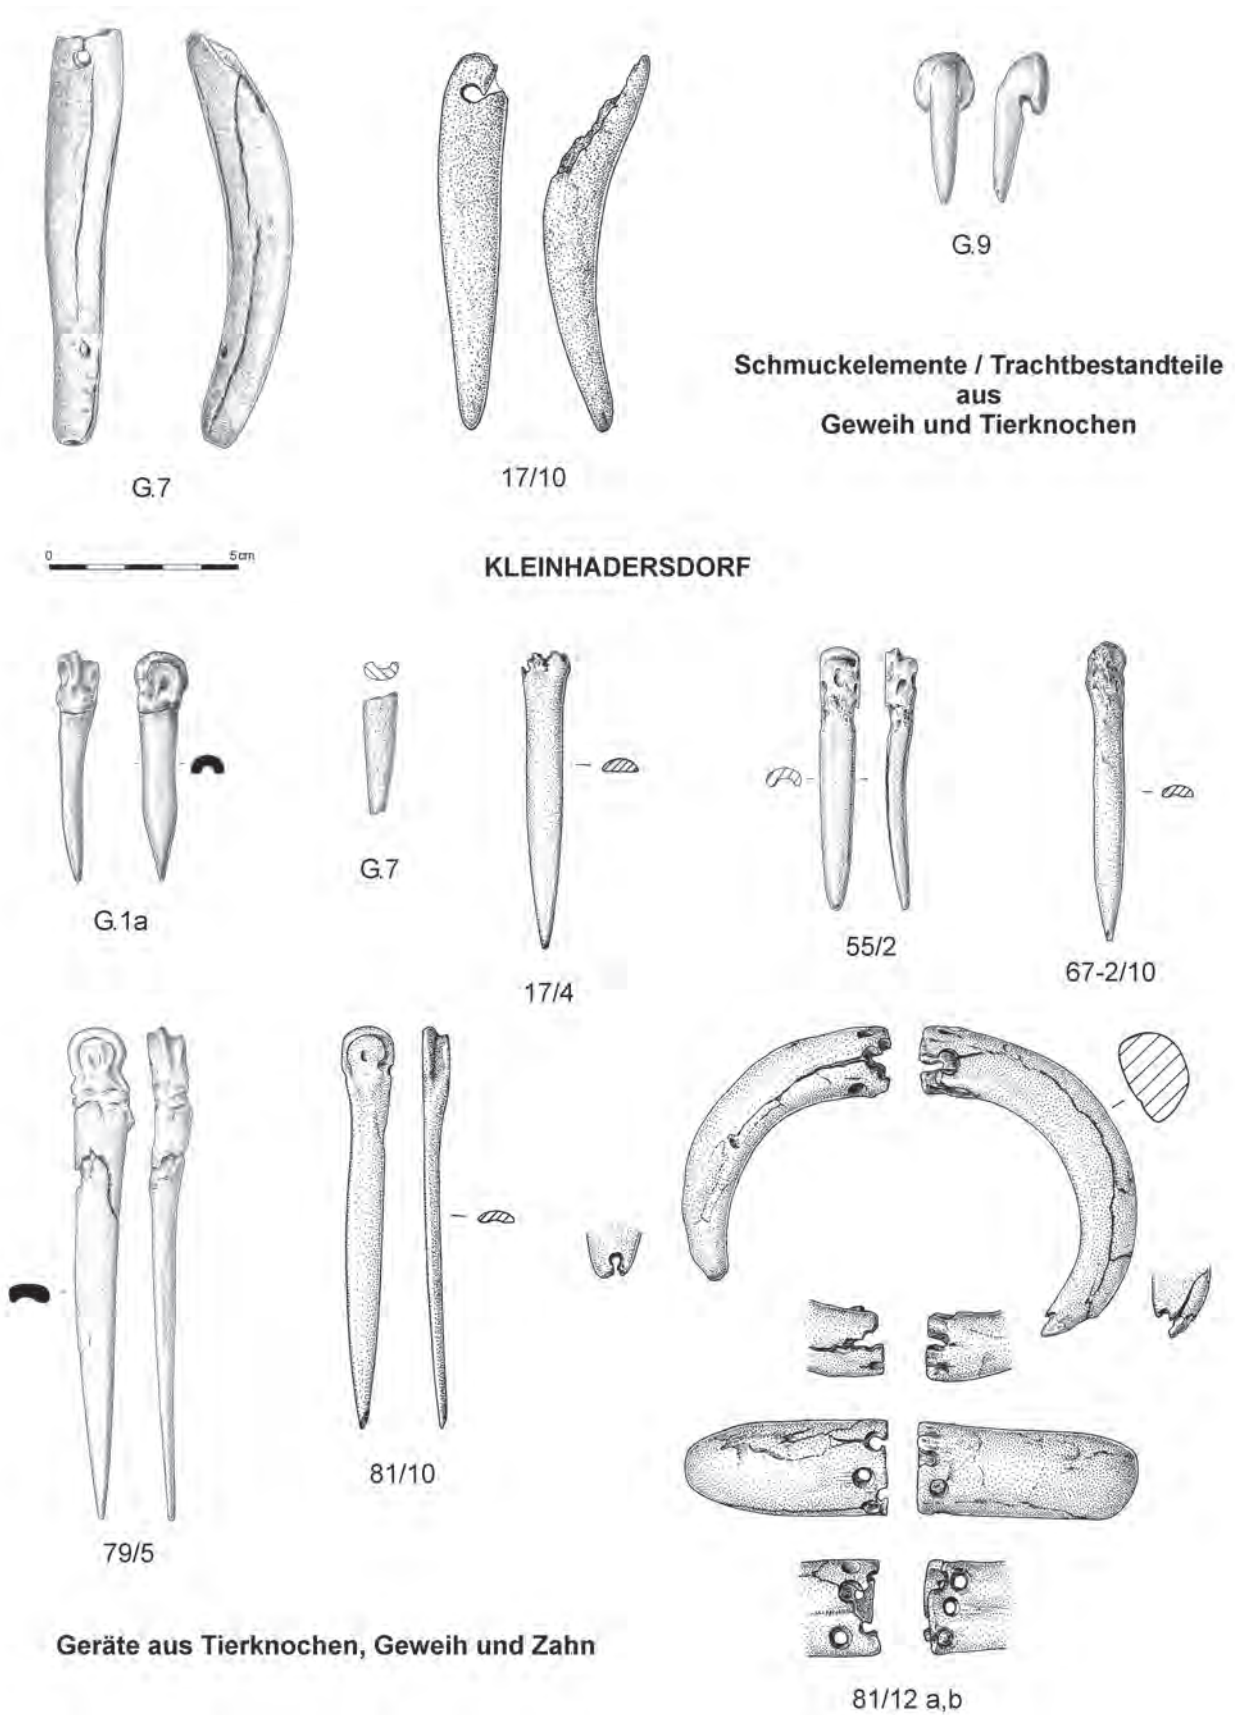 G.7
17/10
G.9
Schmuckelemente / Trachtbestandteile
aus
Geweih und Tierknochen
0 5cm
KLEINHADERSDORF
G.1a
G.7
17/4
55/2
67-2/10
79/5
81/10
81/12 a,b
Geräte aus Tierknochen, Geweih und Zahn